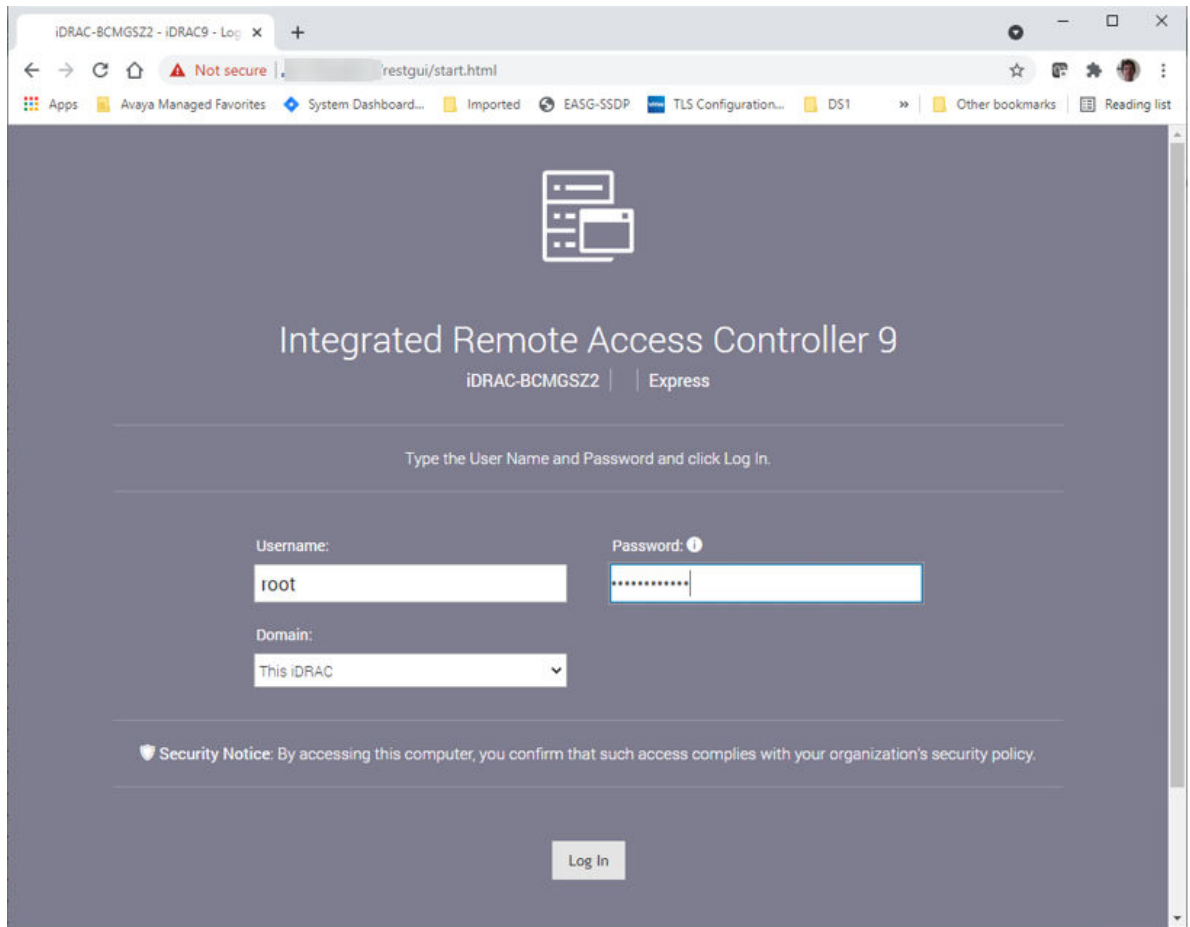 iDRAC-BCMGSZ2 - iDRAC9 - Log
Not secure /restgui/start.html
Apps Avaya Managed Favorites System Dashboard... Imported EASG-SSDP TLS Configuration... DS1 » Other bookmarks Reading list
Integrated Remote Access Controller 9
iDRAC-BCMGSZ2 | | Express
Type the User Name and Password and click Log In.
Username: Password:
root ••••••••••••
Domain:
This iDRAC
Security Notice: By accessing this computer, you confirm that such access complies with your organization's security policy.
Log In